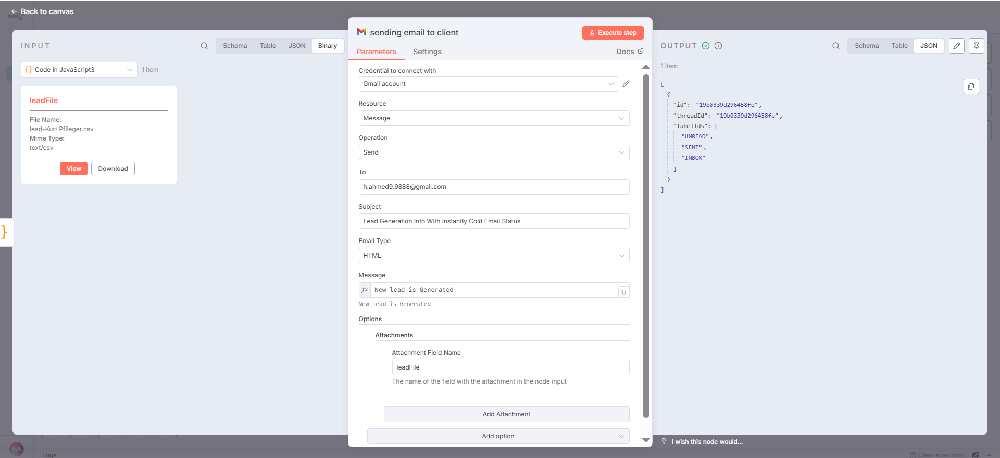 Back to canvas
INPUT
Schema
Table
JSON
Binary
{} Code in JavaScript3
1 item
leadFile
File Name:
lead-Kurt Pflieger.csv
Mime Type:
text/csv
View
Download
}
sending email to client
Execute step
Parameters
Settings
Docs
Credential to connect with
Gmail account
Resource
Message
Operation
Send
To
h.ahmed9.9888@gmail.com
Subject
Lead Generation Info With Instantly Cold Email Status
Email Type
HTML
Message
fx New lead is Generated
New lead is Generated
Options
Attachments
Attachment Field Name
leadFile
The name of the field with the attachment in the node input
Add Attachment
Add option
OUTPUT
Schema
Table
JSON
1 item
[
{
"id": "19b0339d296458fe",
"threadId": "19b0339d296458fe",
"labelIds": [
"UNREAD",
"SENT",
"INBOX"
]
}
]
I wish this node would...
HA
Logs
Clear execution